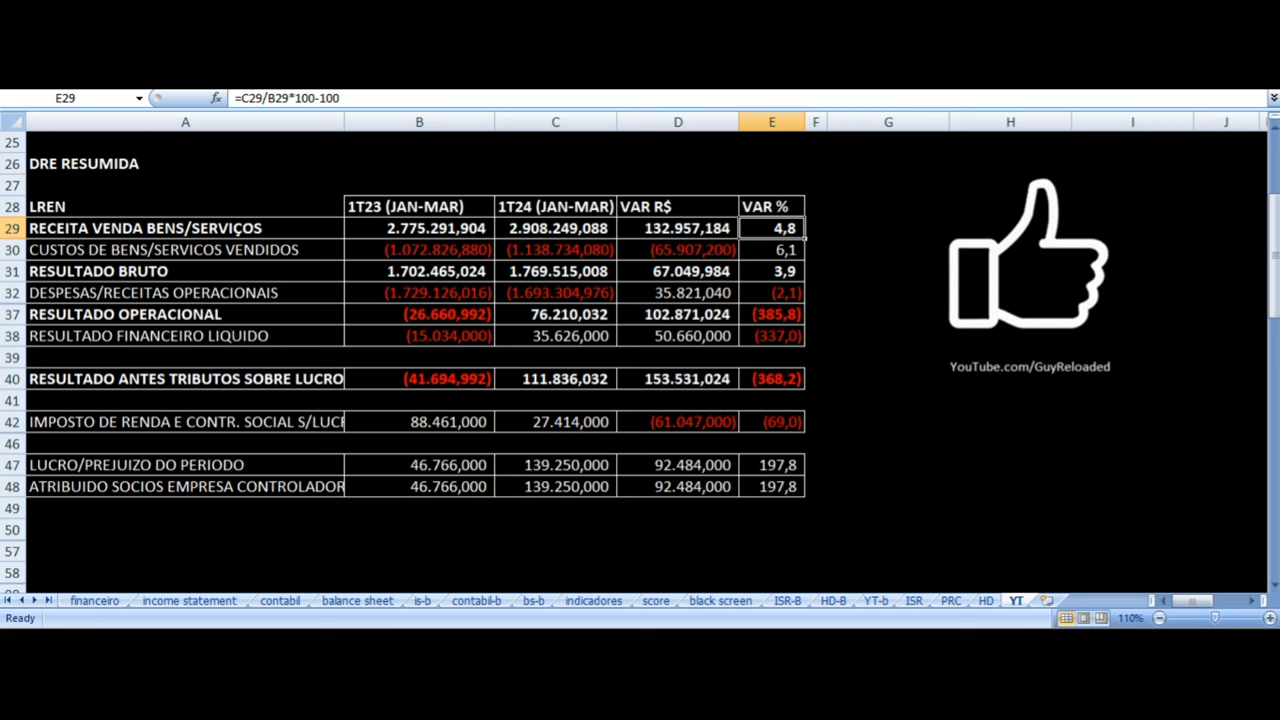 E29 fx =C29/B29*100-100
A B C D E F G H I J
25
26 DRE RESUMIDA
27
28 LREN 1T23 (JAN-MAR) 1T24 (JAN-MAR) VAR R$ VAR %
29 RECEITA VENDA BENS/SERVIÇOS 2.775.291,904 2.908.249,088 132.957,184 4,8
30 CUSTOS DE BENS/SERVICOS VENDIDOS (1.072.826,880) (1.138.734,080) (65.907,200) 6,1
31 RESULTADO BRUTO 1.702.465,024 1.769.515,008 67.049,984 3,9
32 DESPESAS/RECEITAS OPERACIONAIS (1.729.126,016) (1.693.304,976) 35.821,040 (2,1)
37 RESULTADO OPERACIONAL (26.660,992) 76.210,032 102.871,024 (385,8)
38 RESULTADO FINANCEIRO LIQUIDO (15.034,000) 35.626,000 50.660,000 (337,0)
39
40 RESULTADO ANTES TRIBUTOS SOBRE LUCRO (41.694,992) 111.836,032 153.531,024 (368,2)
41
42 IMPOSTO DE RENDA E CONTR. SOCIAL S/LUCR 88.461,000 27.414,000 (61.047,000) (69,0)
46
47 LUCRO/PREJUIZO DO PERIODO 46.766,000 139.250,000 92.484,000 197,8
48 ATRIBUIDO SOCIOS EMPRESA CONTROLADOR 46.766,000 139.250,000 92.484,000 197,8
49
50
57
58
YouTube.com/GuyReloaded
financeiro income statement contabil balance sheet is-b contabil-b bs-b indicadores score black screen ISR-B HD-B YT-b ISR PRC HD YT
Ready 110%